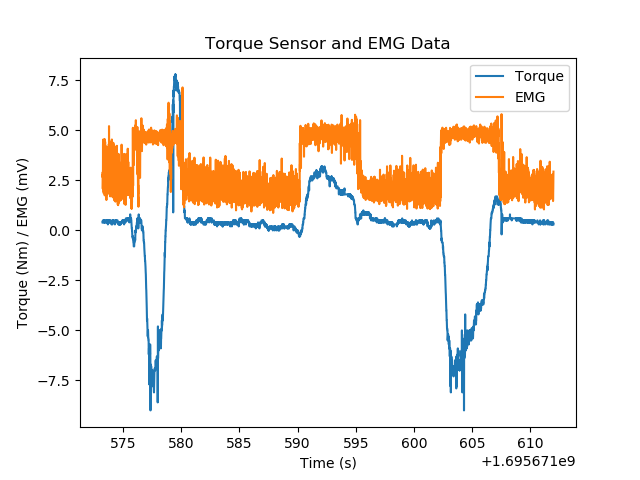 Torque Sensor and EMG Data
Torque
EMG
7.5
5.0
2.5
0.0
−2.5
−5.0
−7.5
Torque (Nm) / EMG (mV)
575 580 585 590 595 600 605 610
Time (s)
+1.695671e9